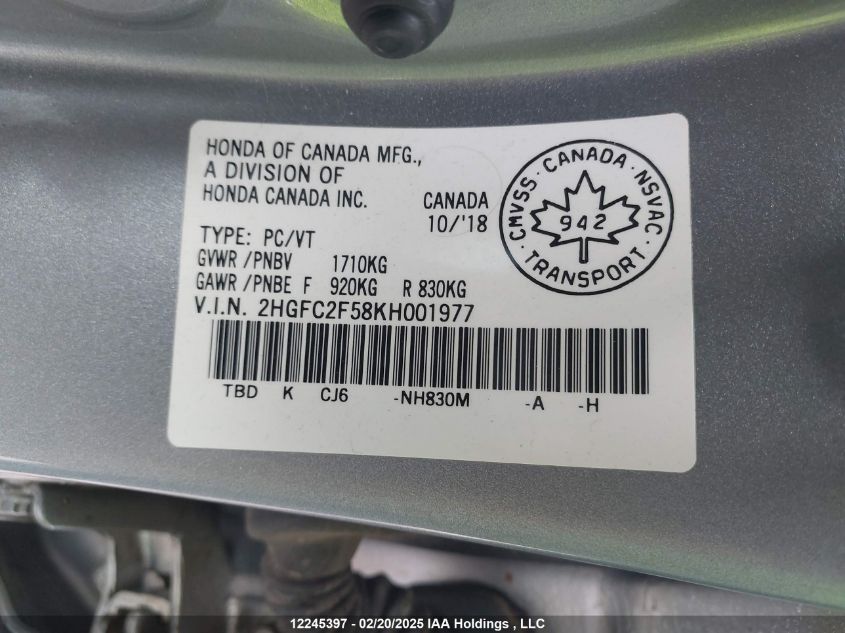 HONDA OF CANADA MFG.,
A DIVISION OF
HONDA CANADA INC.
CANADA
10/'18
TYPE: PC/VT
GVWR /PNBV 1710KG
GAWR /PNBE F 920KG R 830KG
V.I.N. 2HGFC2F58KH001977
TBD K CJ6 -NH830M -A -H
CMVSS · CANADA · NSVAC
942
· TRANSPORT ·
12245397 - 02/20/2025 IAA Holdings , LLC